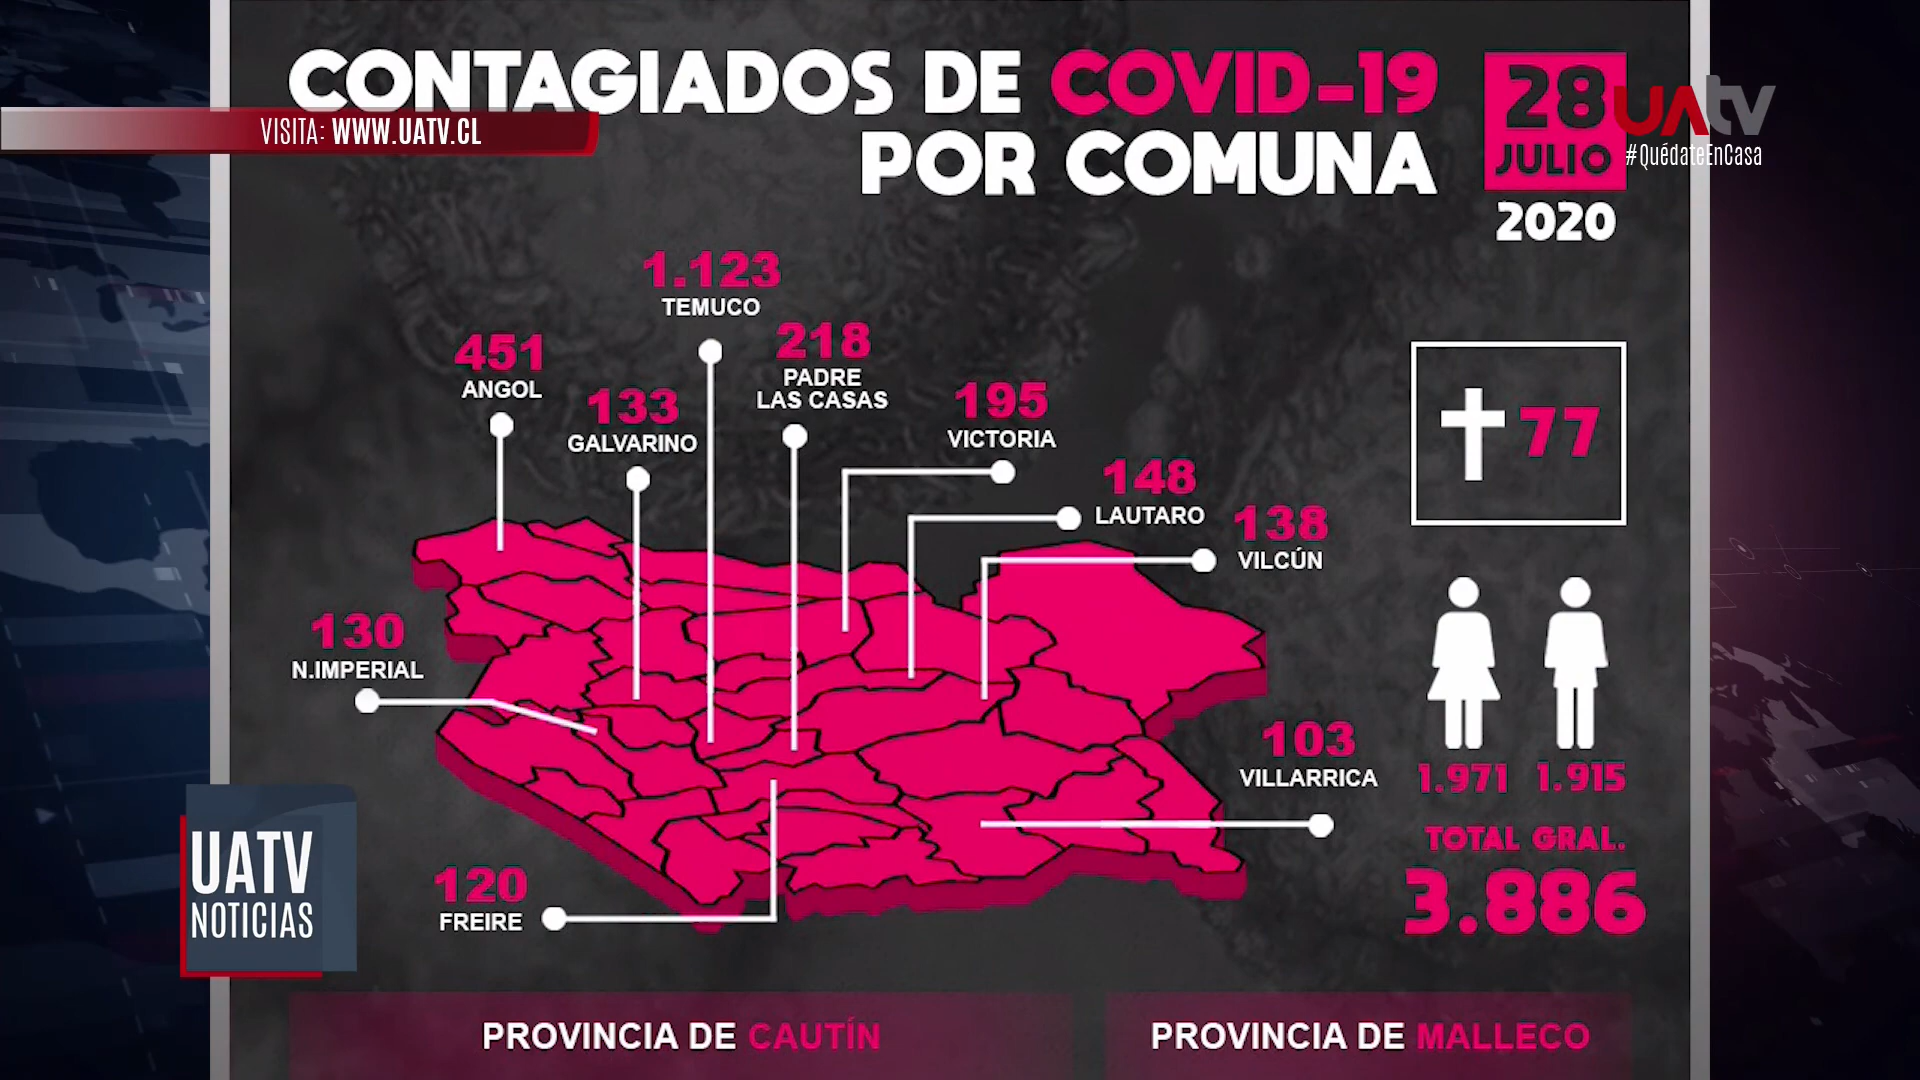 CONTAGIADOS DE COVID-19
POR COMUNA
28
JULIO
2020
UATV
#QuédateEnCasa
VISITA: WWW.UATV.CL
1.123
TEMUCO
451
ANGOL
133
GALVARINO
218
PADRE
LAS CASAS
195
VICTORIA
148
LAUTARO
138
VILCÚN
130
N.IMPERIAL
103
VILLARRICA
120
FREIRE
77
1.971 1.915
TOTAL GRAL.
3.886
UATV
NOTICIAS
PROVINCIA DE CAUTÍN
PROVINCIA DE MALLECO